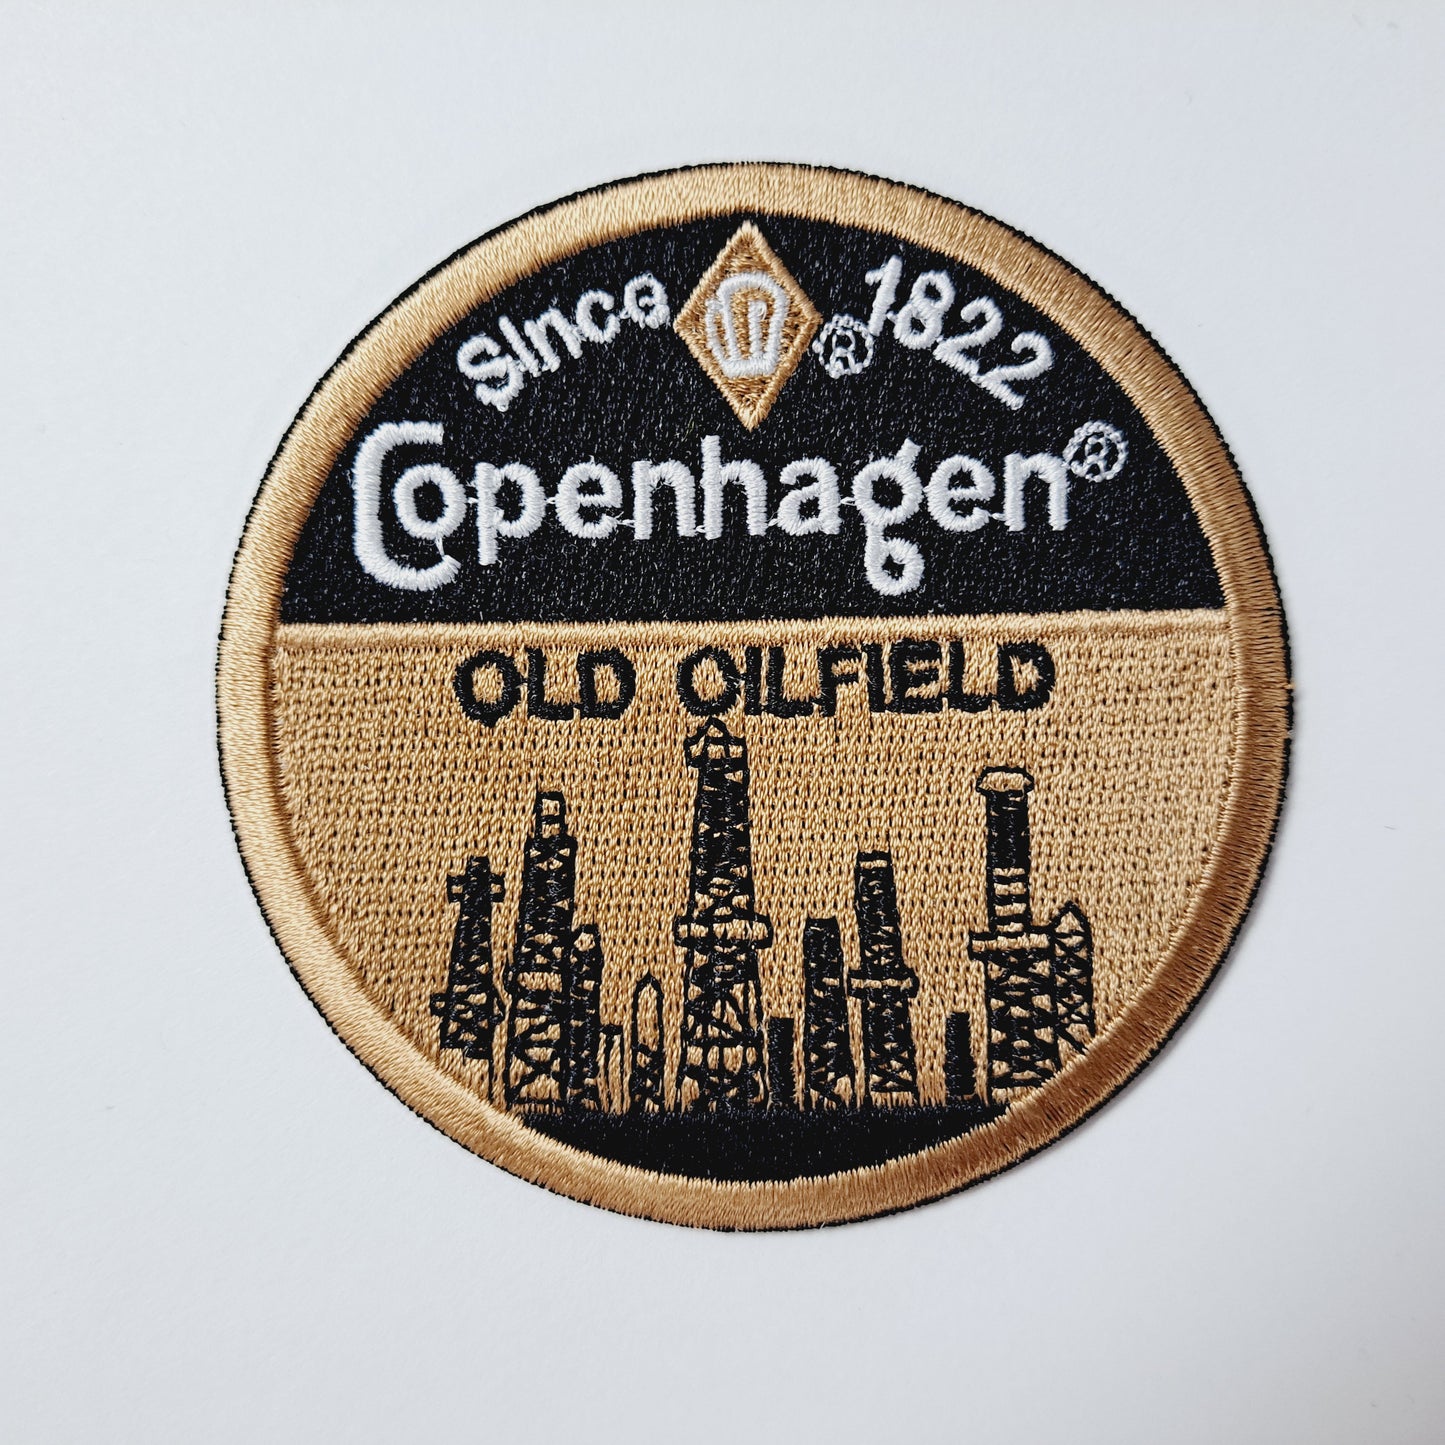 Since ® 1822
Copenhagen®
OLD OILFIELD